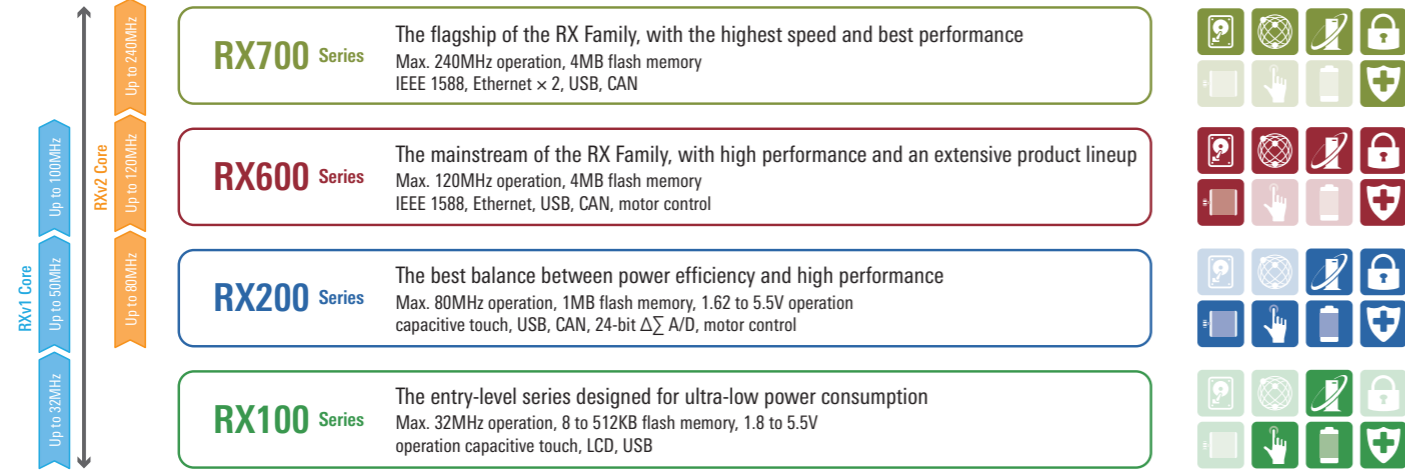 RXv1 Core
Up to 100MHz
Up to 50MHz
Up to 32MHz
RXv2 Core
Up to 240MHz
Up to 120MHz
Up to 80MHz
RX700 Series
The flagship of the RX Family, with the highest speed and best performance
Max. 240MHz operation, 4MB flash memory
IEEE 1588, Ethernet × 2, USB, CAN
RX600 Series
The mainstream of the RX Family, with high performance and an extensive product lineup
Max. 120MHz operation, 4MB flash memory
IEEE 1588, Ethernet, USB, CAN, motor control
RX200 Series
The best balance between power efficiency and high performance
Max. 80MHz operation, 1MB flash memory, 1.62 to 5.5V operation
capacitive touch, USB, CAN, 24-bit Δ∑ A/D, motor control
RX100 Series
The entry-level series designed for ultra-low power consumption
Max. 32MHz operation, 8 to 512KB flash memory, 1.8 to 5.5V
operation capacitive touch, LCD, USB